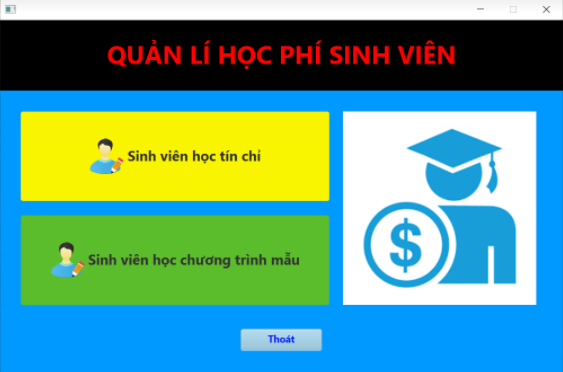 QUẢN LÍ HỌC PHÍ SINH VIÊN
Sinh viên học tín chỉ
Sinh viên học chương trình mẫu
$
Thoát